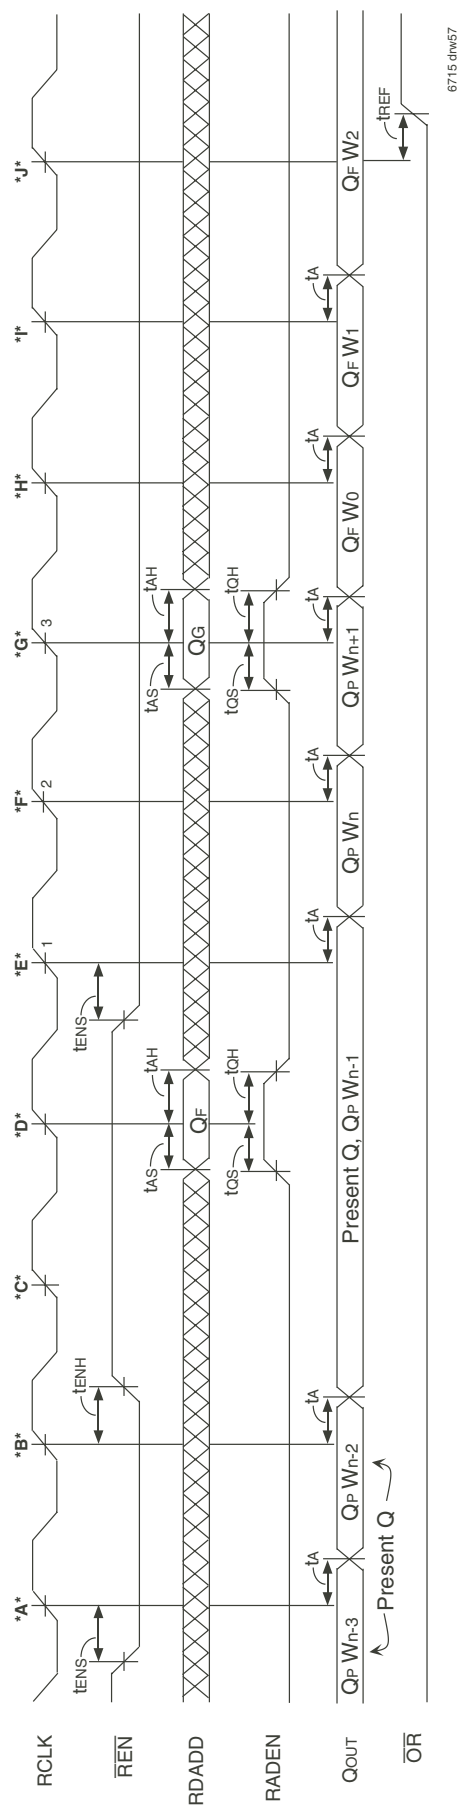 *A* *B* *C* *D* *E* *F* *G* *H* *I* *J*
RCLK 1 2 3
tENS tENH tENS
REN
tAS tAH tAS tAH
RDADD QF QG
tQS tQH tQS tQH
RADEN
tA tA tA tA tA tA tA
QOUT QP Wn-3 QP Wn-2 Present Q, QP Wn-1 QP Wn QP Wn+1 QF W0 QF W1 QF W2
Present Q
tREF
OR
6715 drw57